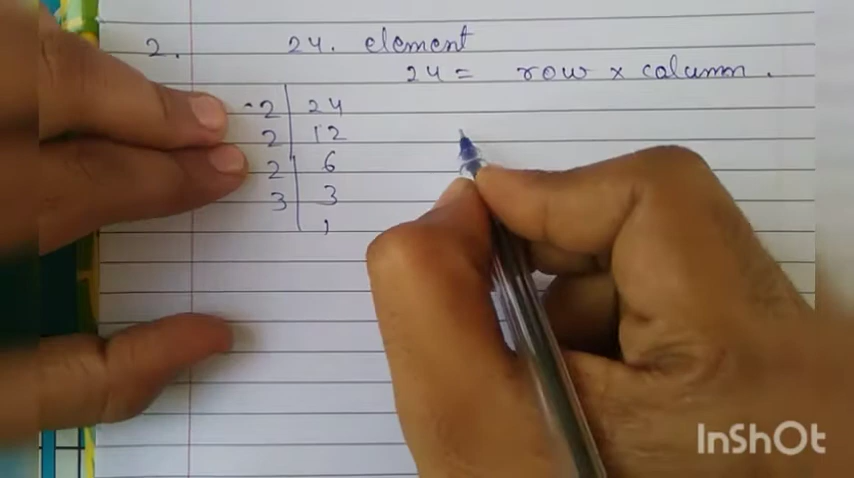 2. 24. element
24 = row x column.
2 | 24
2 | 12
2 | 6
3 | 3
1
InShOt